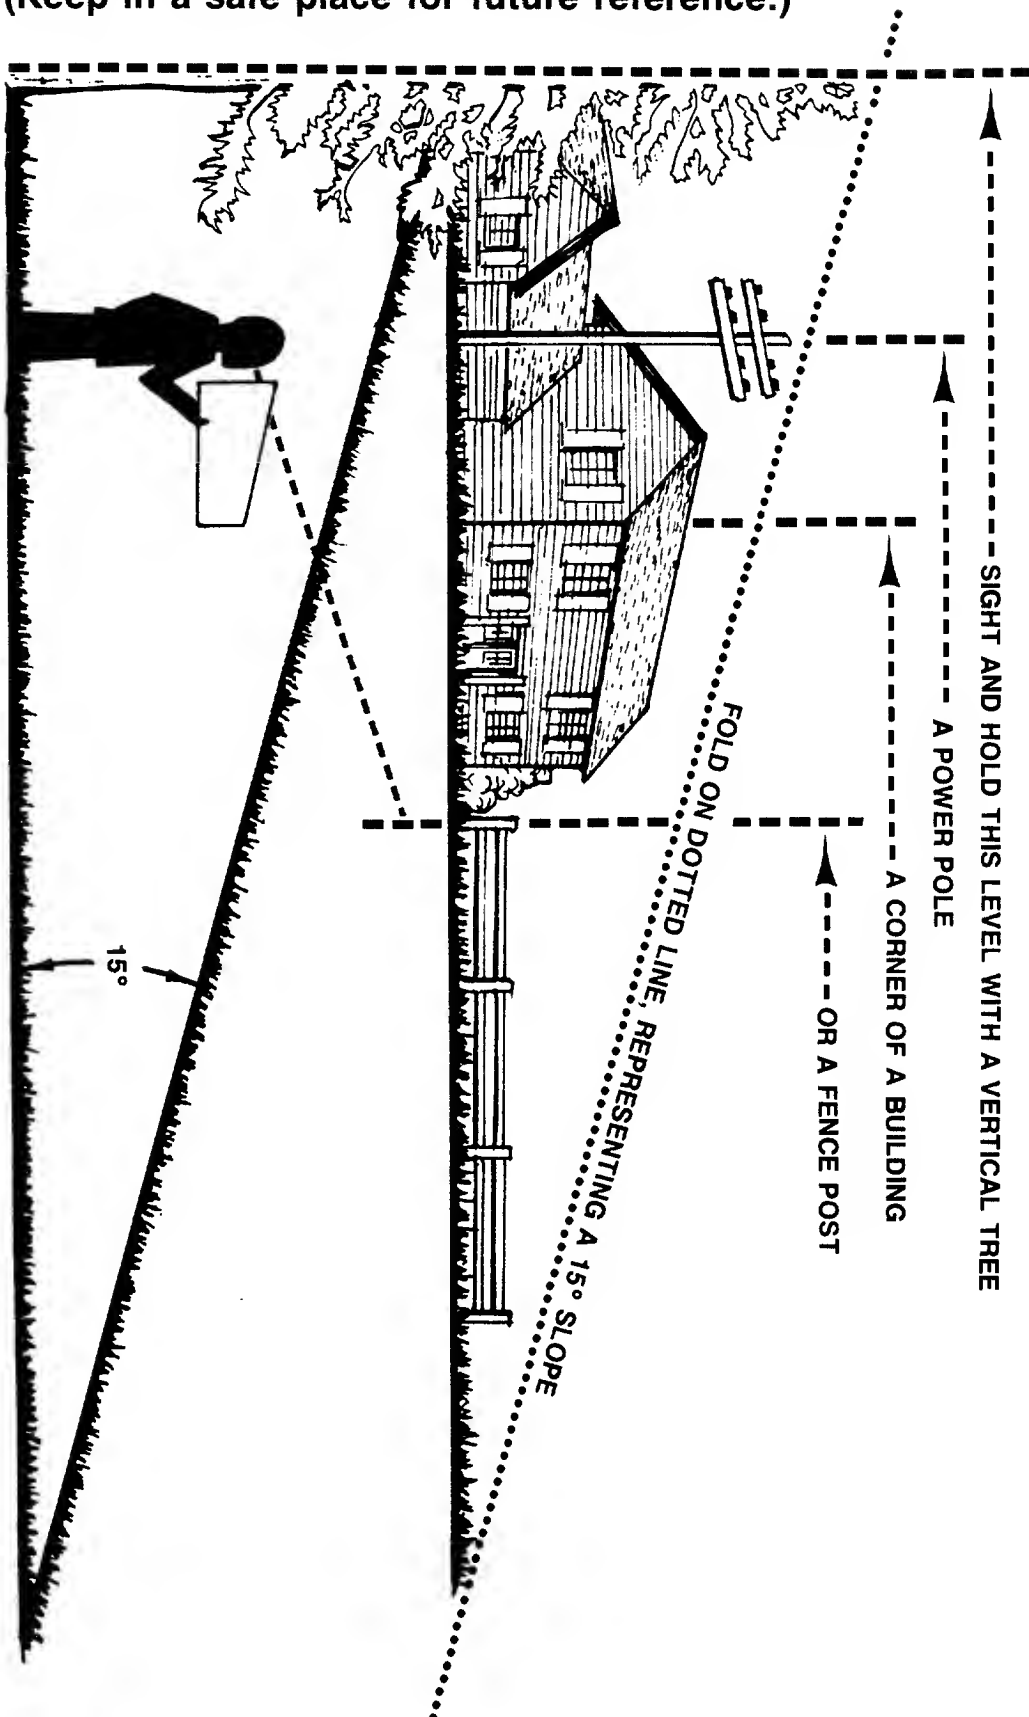 (Keep in a safe place for future reference.)
SIGHT AND HOLD THIS LEVEL WITH A VERTICAL TREE
A POWER POLE
A CORNER OF A BUILDING
OR A FENCE POST
FOLD ON DOTTED LINE, REPRESENTING A 15° SLOPE
15°